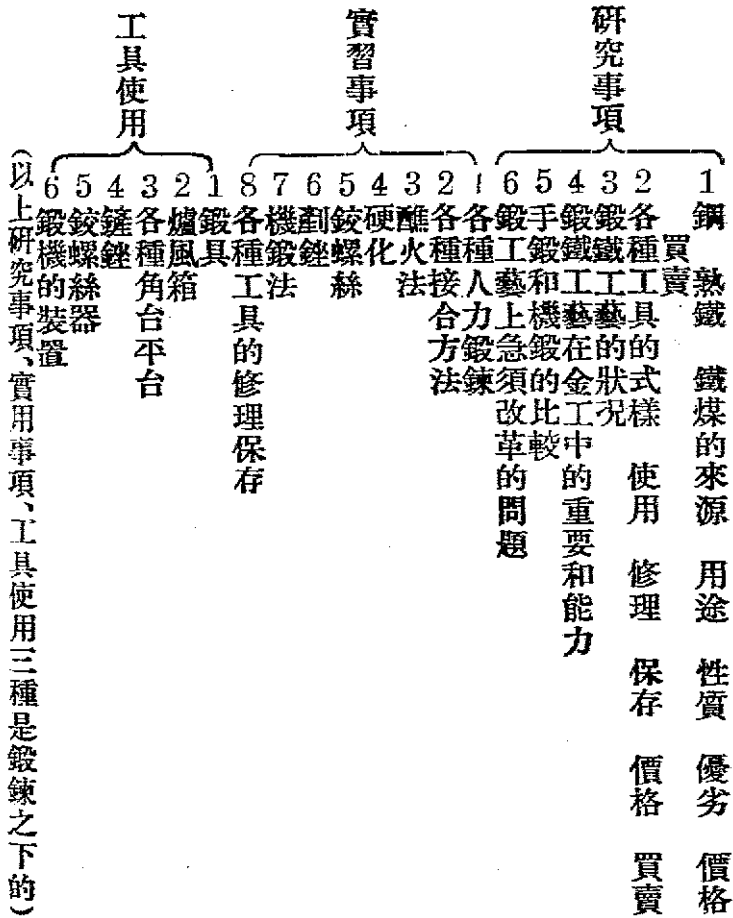 研究事項
1鋼　熟鐵　鐵煤的來源　用途　性質　優劣　價格
買賣
2各種工具的式樣　使用　修理　保存　價格　買賣
3鍛鐵工藝的狀況
4鍛鐵工藝在金工中的重要和能力
5手鍛和機鍛的比較
6鍛工藝上急須改革的問題
實習事項
1各種人力鍛鍊
2各種接合方法
3醮火法
4硬化
5鉸螺絲
6剷銼
7機鍛法
8各種工具的修理保存
工具使用
1鍛具
2爐風箱
3各種角台平台
4鏟銼
5鉸螺絲器
6鍛機的裝置
(以上研究事項、實用事項、工具使用三種是鍛鍊之下的)